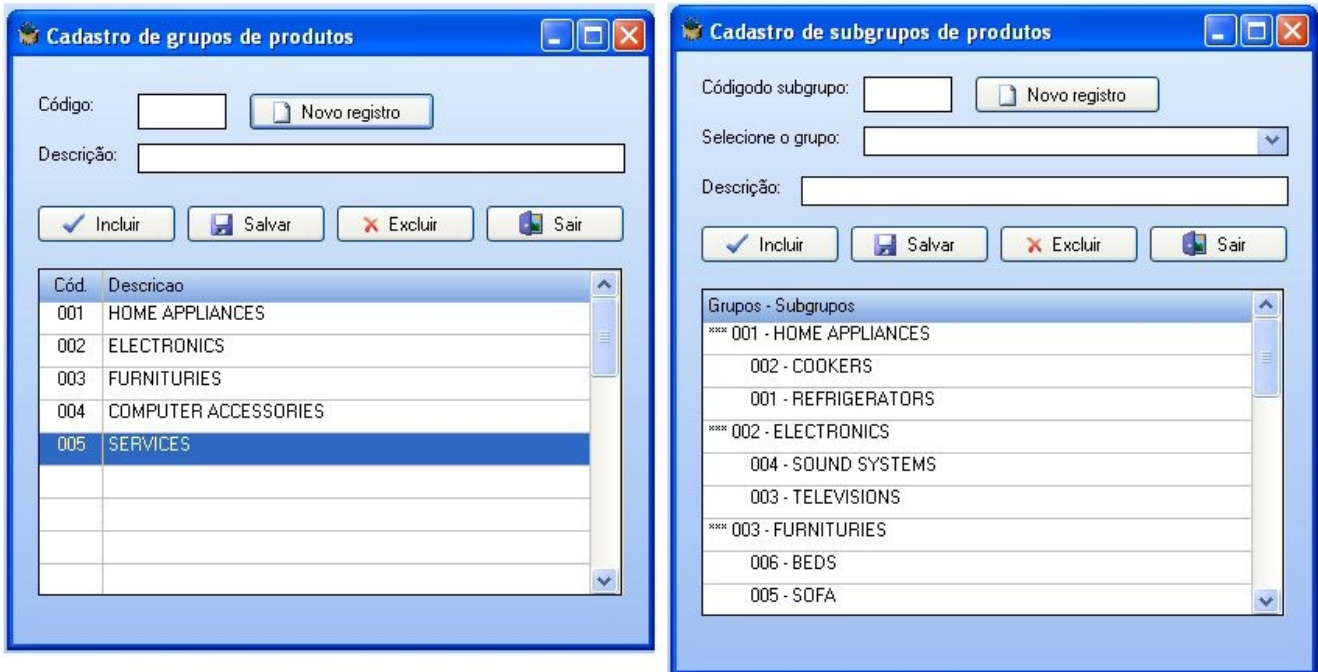 Cadastro de grupos de produtos
Código:
Novo registro
Descrição:
Incluir Salvar Excluir Sair
Cód. Descricao
001 HOME APPLIANCES
002 ELECTRONICS
003 FURNITURIES
004 COMPUTER ACCESSORIES
005 SERVICES
Cadastro de subgrupos de produtos
Códigodo subgrupo:
Novo registro
Selecione o grupo:
Descrição:
Incluir Salvar Excluir Sair
Grupos - Subgrupos
*** 001 - HOME APPLIANCES
002 - COOKERS
001 - REFRIGERATORS
*** 002 - ELECTRONICS
004 - SOUND SYSTEMS
003 - TELEVISIONS
*** 003 - FURNITURIES
006 - BEDS
005 - SOFA